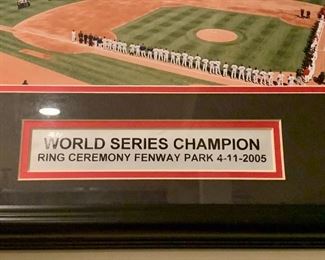 WORLD SERIES CHAMPION
RING CEREMONY FENWAY PARK 4-11-2005